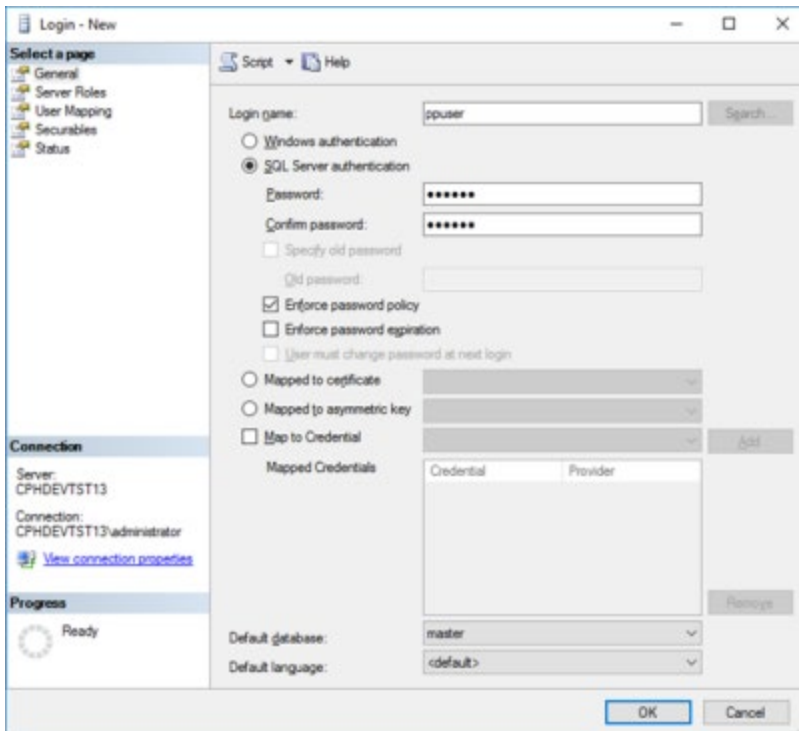 Login - New
Select a page
General
Server Roles
User Mapping
Securables
Status
Script
Help
Login name:
ppuser
Search...
Windows authentication
SQL Server authentication
Password:
••••••
Confirm password:
••••••
Specify old password
Old password:
Enforce password policy
Enforce password expiration
User must change password at next login
Mapped to certificate
Mapped to asymmetric key
Map to Credential
Add
Mapped Credentials
Credential
Provider
Remove
Default database:
master
Default language:
<default>
Connection
Server:
CPHDEVTST13
Connection:
CPHDEVTST13\administrator
View connection properties
Progress
Ready
OK
Cancel